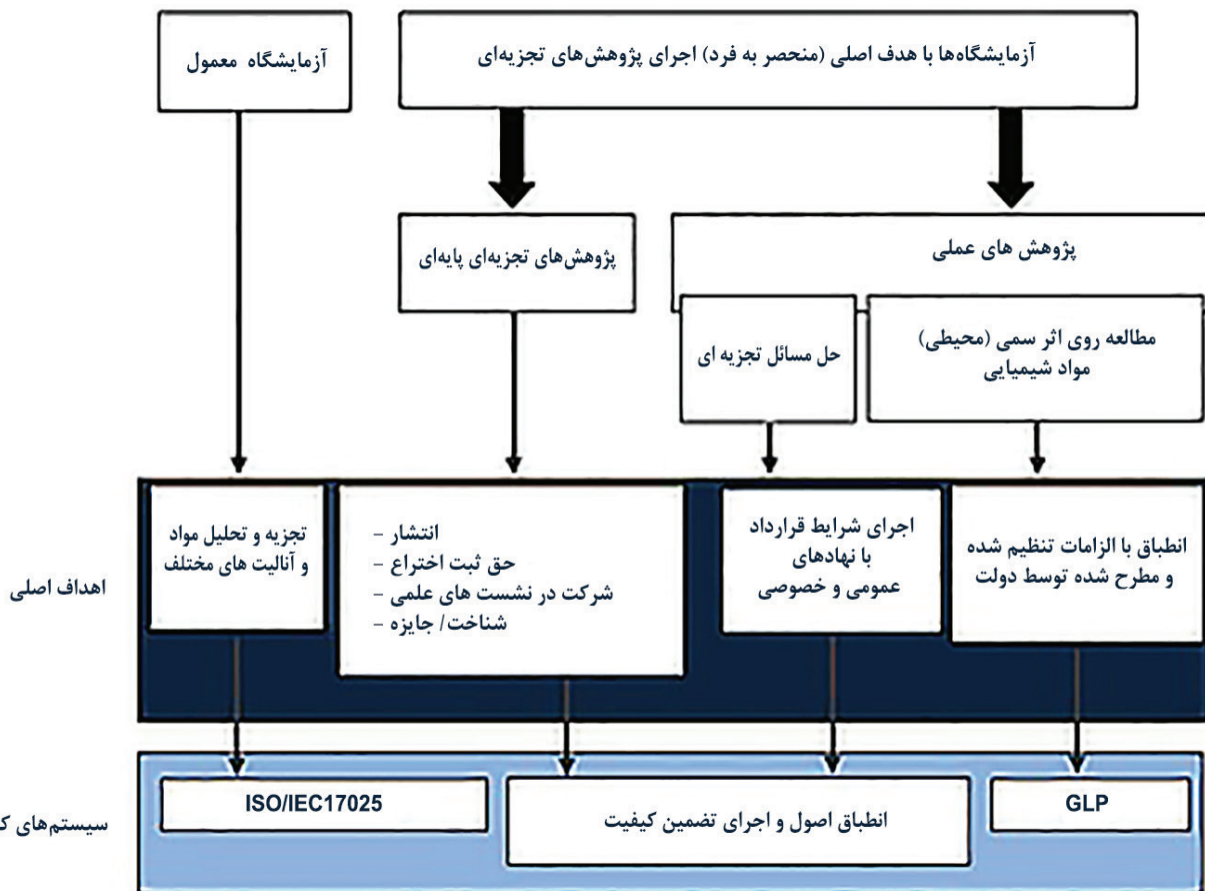 آزمایشگاه‌ها با هدف اصلی (منحصر به فرد) اجرای پژوهش‌های تجزیه‌ای
آزمایشگاه معمول
پژوهش های عملی
پژوهش‌های تجزیه‌ای پایه‌ای
مطالعه روی اثر سمی (محیطی)
مواد شیمیایی
حل مسائل تجزیه ای
انطباق با الزامات تنظیم شده
و مطرح شده توسط دولت
اجرای شرایط قرارداد
با نهادهای
عمومی و خصوصی
– انتشار
– حق ثبت اختراع
– شرکت در نشست های علمی
– شناخت/ جایزه
تجزیه و تحلیل مواد
و آنالیت های مختلف
اهداف اصلی
GLP
انطباق اصول و اجرای تضمین کیفیت
ISO/IEC17025
سیستم‌های